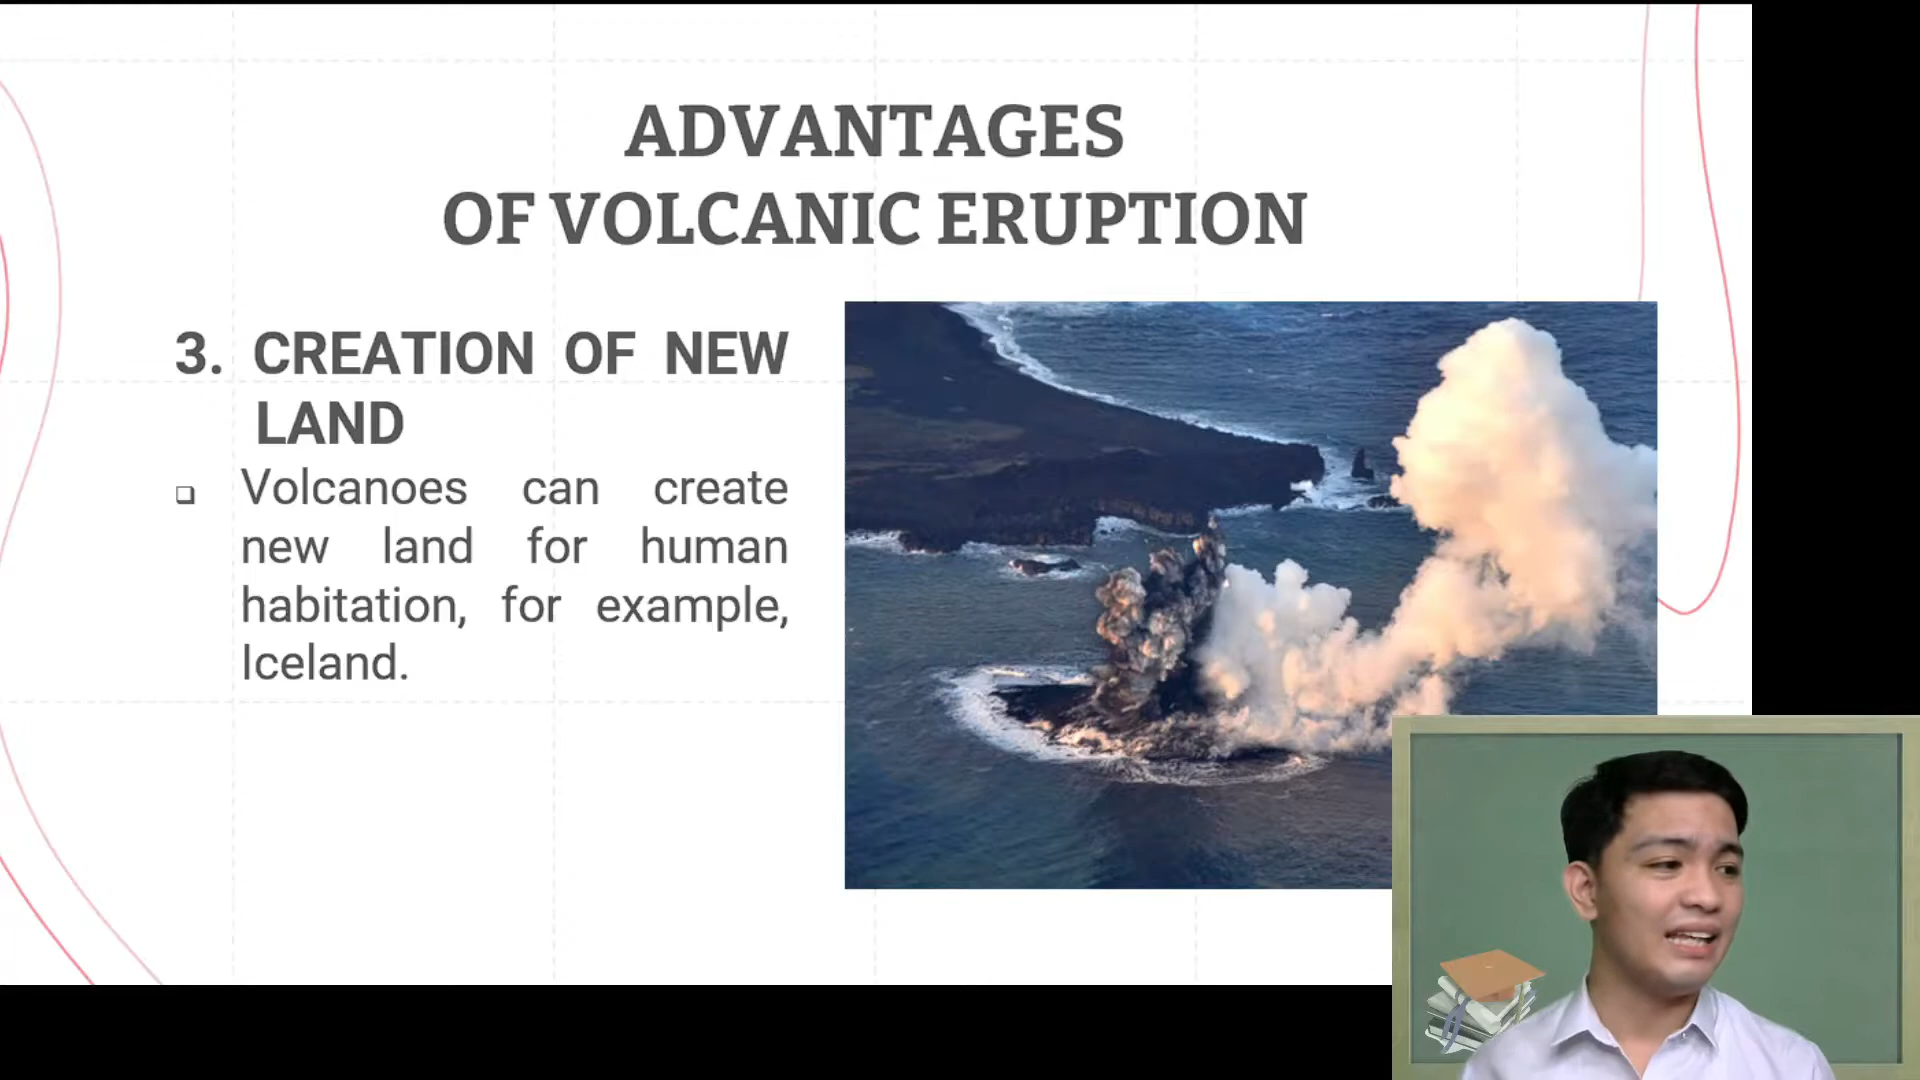 ADVANTAGES
OF VOLCANIC ERUPTION
3. CREATION OF NEW
LAND
❑ Volcanoes can create
new land for human
habitation, for example,
Iceland.